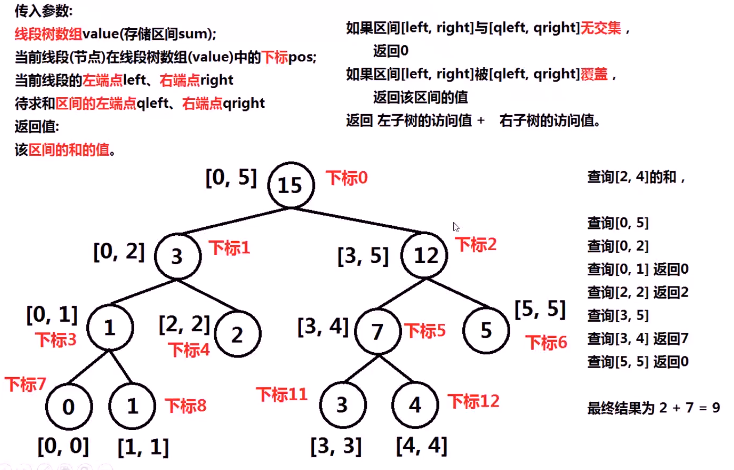 传入参数:
线段树数组value(存储区间sum);
当前线段(节点)在线段树数组(value)中的下标pos;
当前线段的左端点left、右端点right
待求和区间的左端点qleft、右端点qright
返回值:
该区间的和的值。
如果区间[left, right]与[qleft, qright]无交集，
返回0
如果区间[left, right]被[qleft, qright]覆盖，
返回该区间的值
返回 左子树的访问值 + 右子树的访问值。
[0, 5] 15 下标0
[0, 2] 3 下标1
[3, 5] 12 下标2
[0, 1] 1
下标3
[2, 2] 2
下标4
[3, 4] 7 下标5
5 [5, 5]
下标6
下标7
0
[0, 0]
1 下标8
[1, 1]
下标11
3
[3, 3]
4 下标12
[4, 4]
查询[2, 4]的和，
查询[0, 5]
查询[0, 2]
查询[0, 1] 返回0
查询[2, 2] 返回2
查询[3, 5]
查询[3, 4] 返回7
查询[5, 5] 返回0
最终结果为 2 + 7 = 9